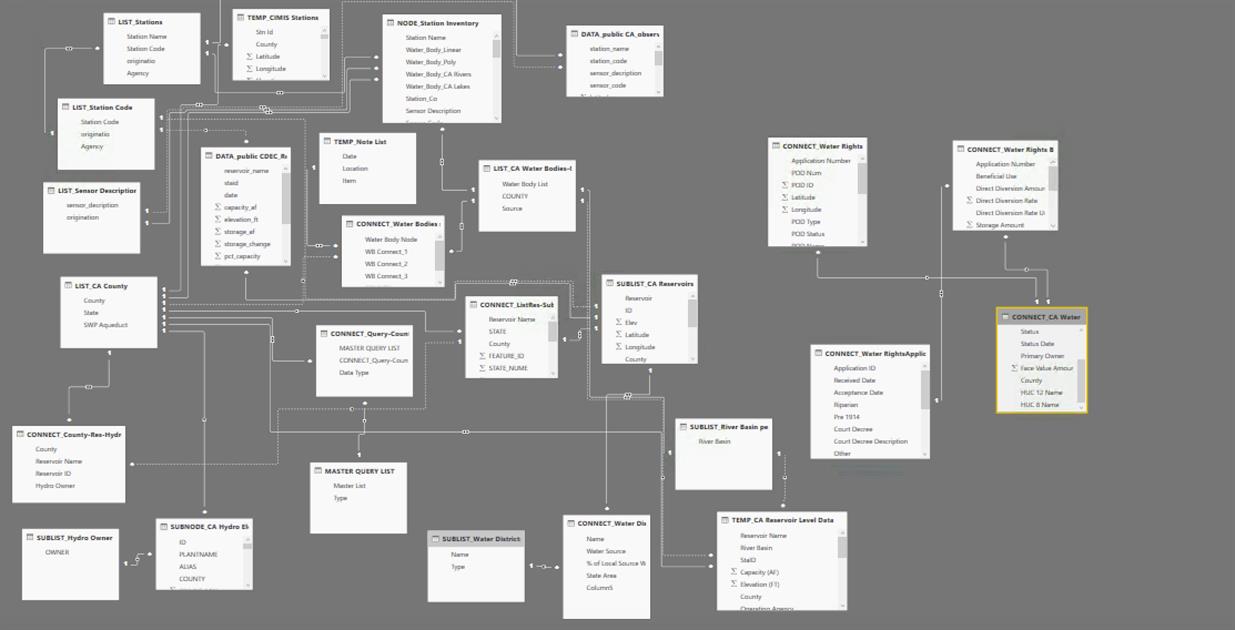 LIST_Stations
Station Name
Station Code
originatio
Agency
TEMP_CIMIS Stations
Stn Id
County
Latitude
Longitude
NODE_Station Inventory
Station Name
Water_Body_Linear
Water_Body_Poly
Water_Body_CA Rivers
Water_Body_CA Lakes
Station_Co
Sensor Description
DATA_public CA_observ
station_name
station_code
sensor_decription
sensor_code
LIST_Station Code
Station Code
originatio
Agency
LIST_Sensor Description
sensor_decription
origination
DATA_public CDEC_R
reservoir_name
staid
date
capacity_af
elevation_ft
storage_af
storage_change
pct_capacity
TEMP_Note List
Date
Location
Item
LIST_CA Water Bodies-
Water Body List
COUNTY
Source
CONNECT_Water Bodies
Water Body Node
WB Connect_1
WB Connect_2
WB Connect_3
CONNECT_Water Rights
Application Number
POD Num
POD ID
Latitude
Longitude
POD Type
POD Status
CONNECT_Water Rights B
Application Number
Beneficial Use
Direct Diversion Amour
Direct Diversion Rate
Direct Diversion Rate U
Storage Amount
LIST_CA County
County
State
SWP Aqueduct
CONNECT_Query-Coun
MASTER QUERY LIST
CONNECT_Query-Coun
Data Type
CONNECT_ListRes-Sub
Reservoir Name
STATE
County
FEATURE_ID
STATE_NUME
SUBLIST_CA Reservoirs
Reservoir
ID
Elev
Latitude
Longitude
County
CONNECT_CA Water
Status
Status Date
Primary Owner
Face Value Amour
County
HUC 12 Name
HUC 8 Name
CONNECT_Water RightsApplic
Application ID
Received Date
Acceptance Date
Riparian
Pre 1914
Court Decree
Court Decree Description
Other
CONNECT_County-Res-Hydr
County
Reservoir Name
Reservoir ID
Hydro Owner
MASTER QUERY LIST
Master List
Type
SUBLIST_River Basin pe
River Basin
SUBLIST_Hydro Owner
OWNER
SUBNODE_CA Hydro El
ID
PLANTNAME
ALIAS
COUNTY
SUBLIST_Water District
Name
Type
CONNECT_Water Dis
Name
Water Source
% of Local Source W
State Area
Column5
TEMP_CA Reservoir Level Data
Reservoir Name
River Basin
StaID
Capacity (AF)
Elevation (FT)
County
Operating Agency